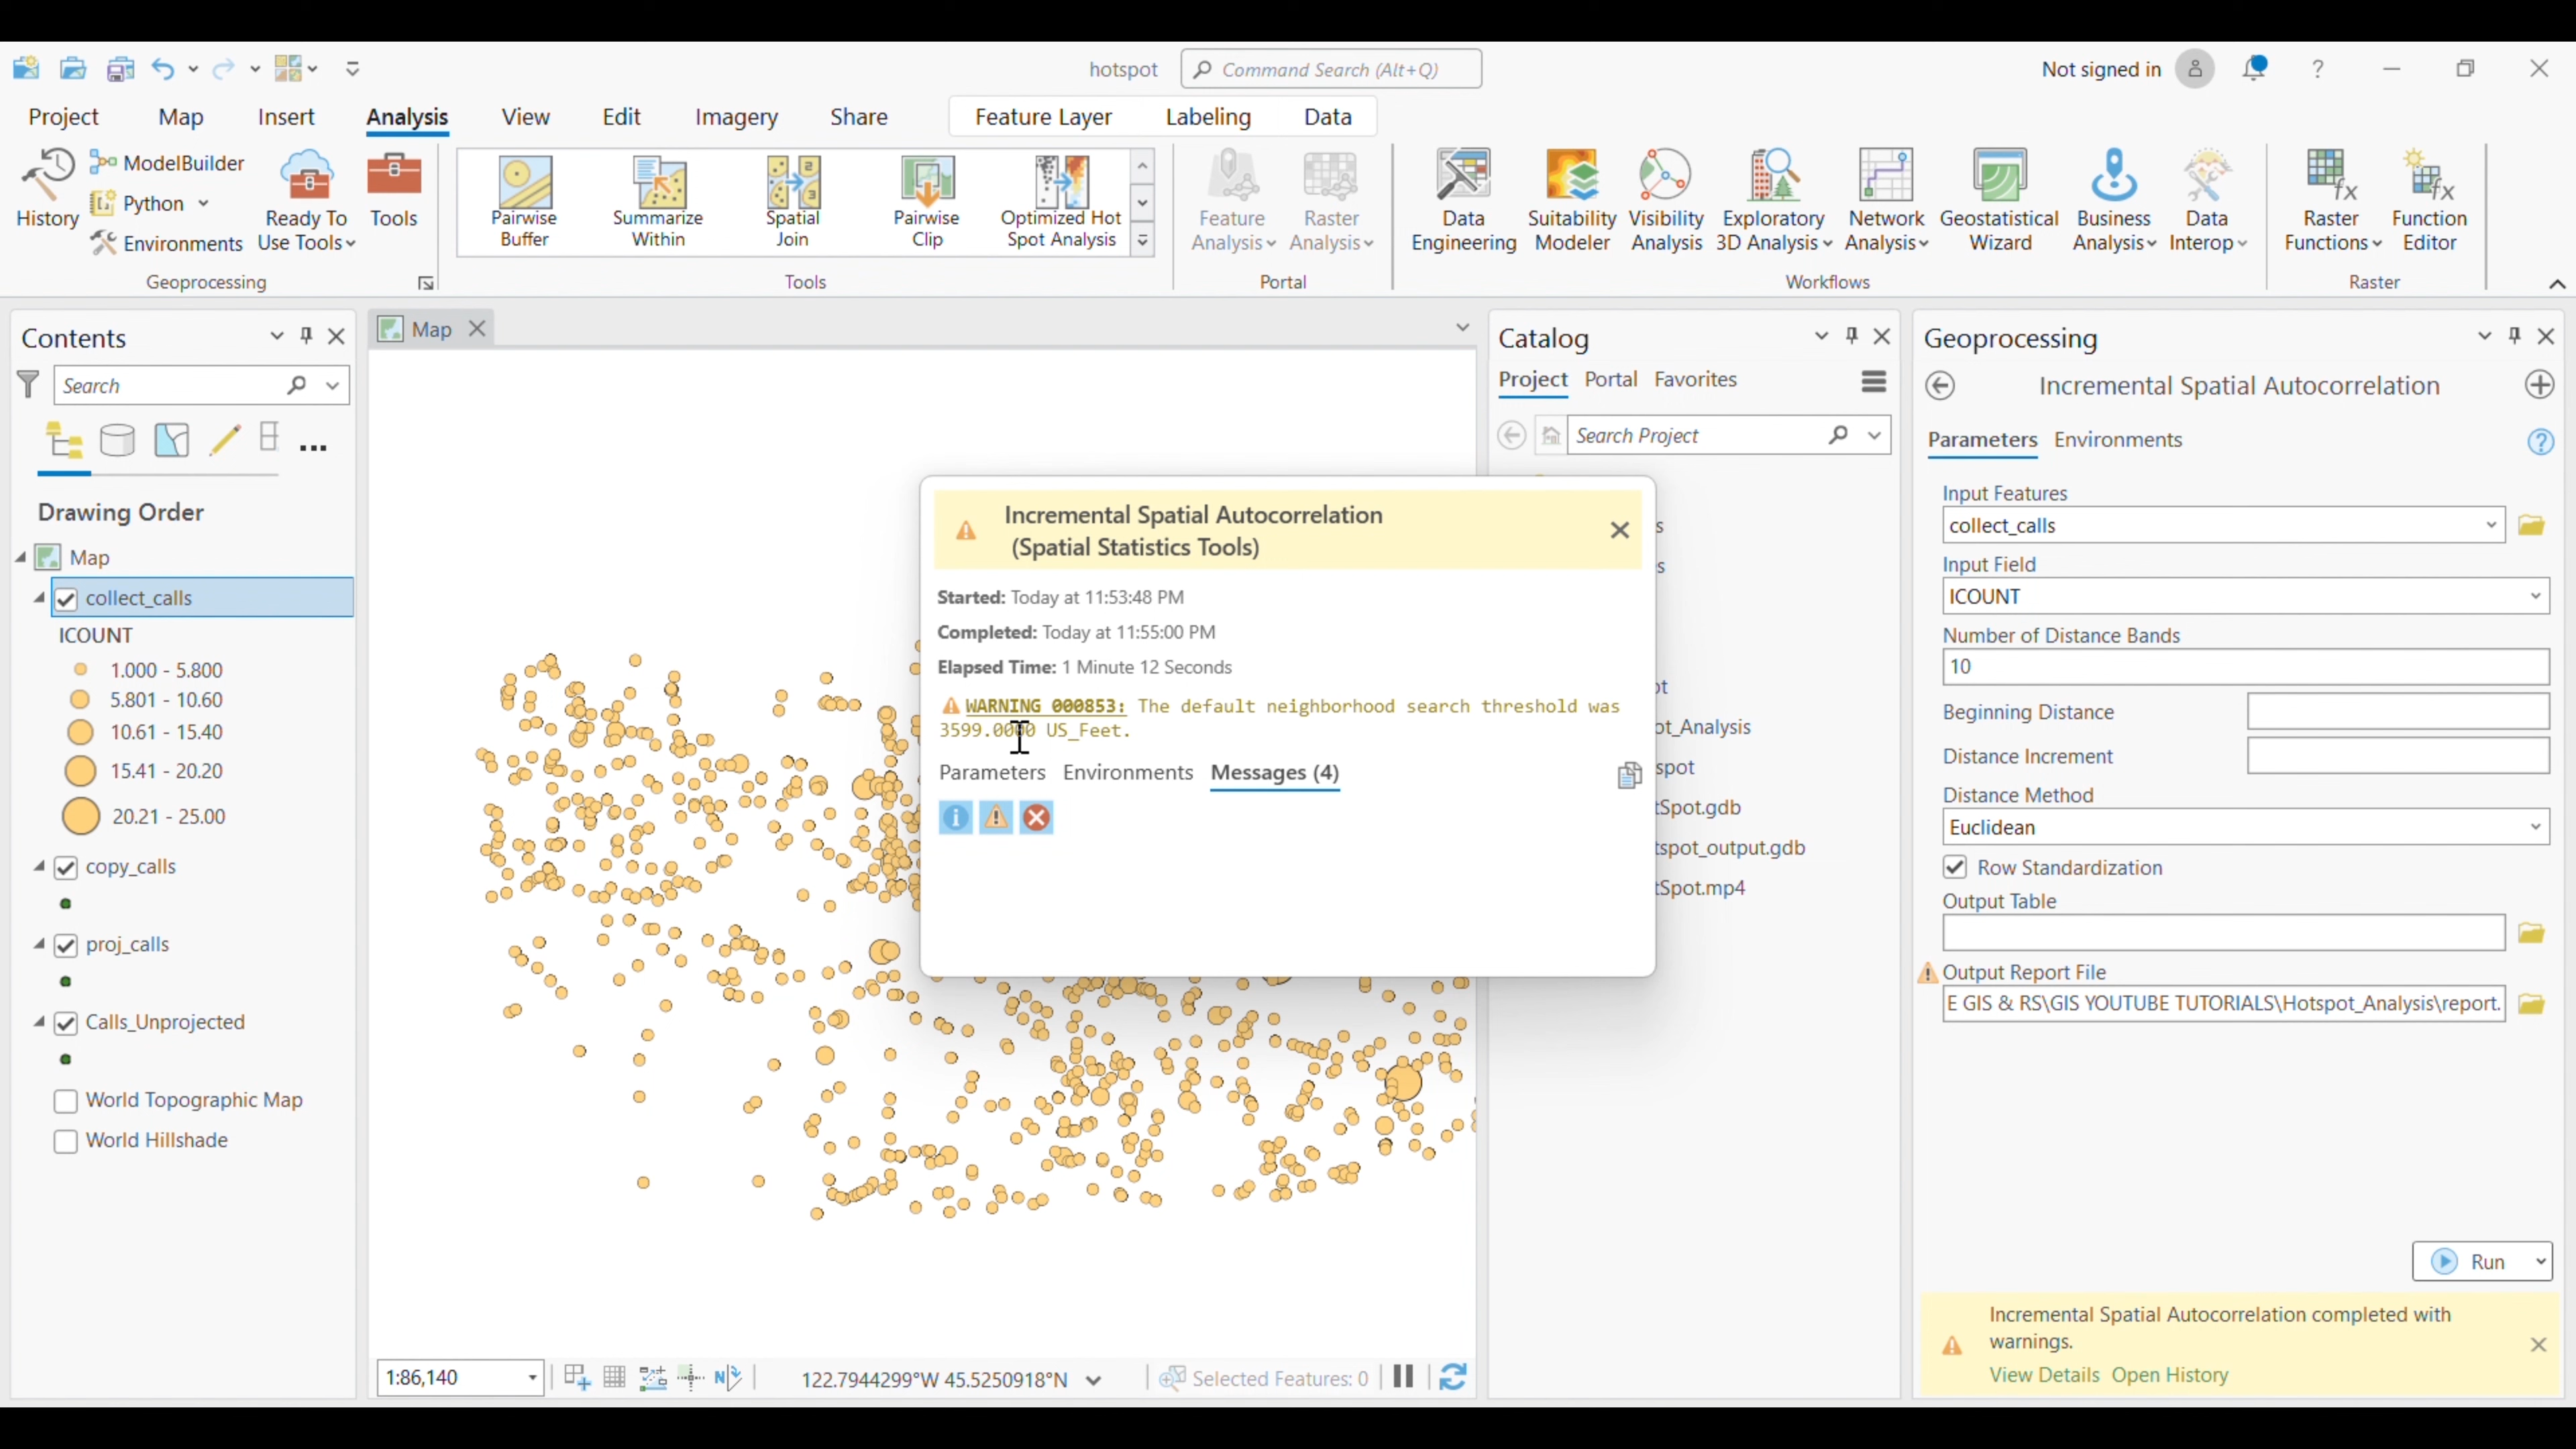 hotspot
Command Search (Alt+Q)
Not signed in
?
Project
Map
Insert
Analysis
View
Edit
Imagery
Share
Feature Layer
Labeling
Data
History
ModelBuilder
Python
Environments
Ready To
Use Tools
Tools
Geoprocessing
Pairwise
Buffer
Summarize
Within
Spatial
Join
Pairwise
Clip
Optimized Hot
Spot Analysis
Tools
Feature
Analysis
Raster
Analysis
Portal
Data
Engineering
Suitability
Modeler
Visibility
Analysis
Exploratory
3D Analysis
Network
Analysis
Geostatistical
Wizard
Business
Analysis
Data
Interop
Workflows
Raster
Functions
Function
Editor
Raster
Contents
Search
Drawing Order
Map
collect_calls
ICOUNT
1.000 - 5.800
5.801 - 10.60
10.61 - 15.40
15.41 - 20.20
20.21 - 25.00
copy_calls
proj_calls
Calls_Unprojected
World Topographic Map
World Hillshade
Map
1:86,140
122.7944299°W 45.5250918°N
Selected Features: 0
Incremental Spatial Autocorrelation
(Spatial Statistics Tools)
Started: Today at 11:53:48 PM
Completed: Today at 11:55:00 PM
Elapsed Time: 1 Minute 12 Seconds
WARNING 000853: The default neighborhood search threshold was
3599.0000 US_Feet.
Parameters Environments Messages (4)
Catalog
Project Portal Favorites
Search Project
s
s
ot
ot_Analysis
spot
tSpot.gdb
tspot_output.gdb
tSpot.mp4
Geoprocessing
Incremental Spatial Autocorrelation
Parameters Environments
?
Input Features
collect_calls
Input Field
ICOUNT
Number of Distance Bands
10
Beginning Distance
Distance Increment
Distance Method
Euclidean
Row Standardization
Output Table
Output Report File
E GIS & RS\GIS YOUTUBE TUTORIALS\Hotspot_Analysis\report.
Run
Incremental Spatial Autocorrelation completed with
warnings.
View Details Open History